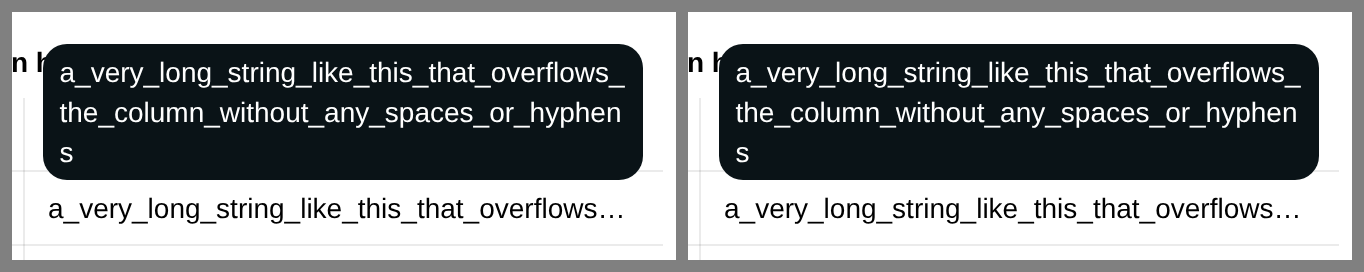 n
a_very_long_string_like_this_that_overflows_
the_column_without_any_spaces_or_hyphen
s
a_very_long_string_like_this_that_overflows…
n
a_very_long_string_like_this_that_overflows_
the_column_without_any_spaces_or_hyphen
s
a_very_long_string_like_this_that_overflows…